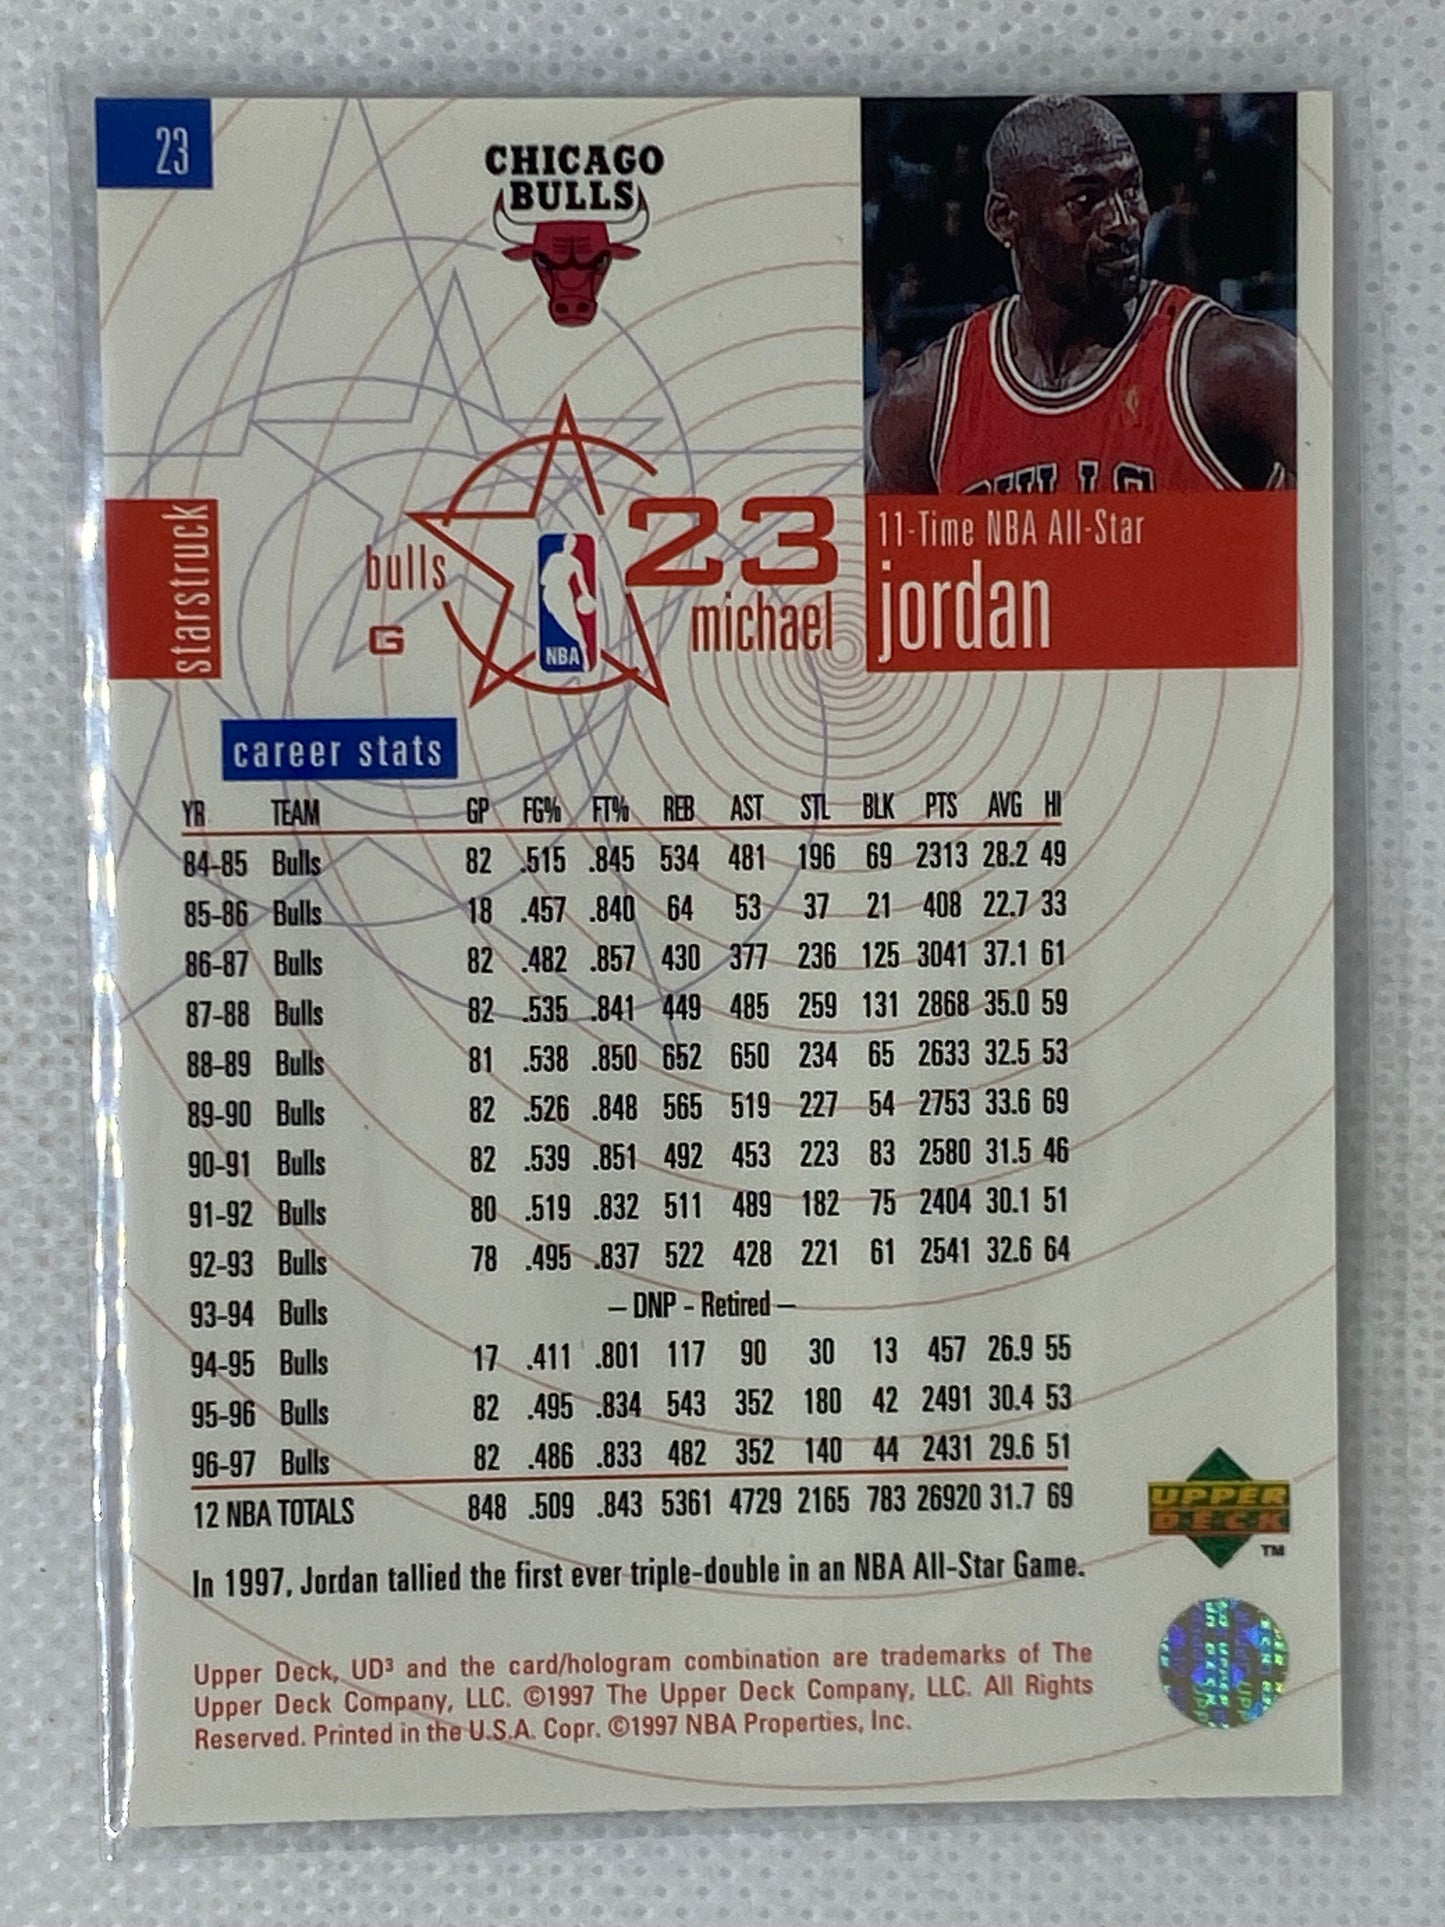 23
CHICAGO
BULLS
BULLS
11-Time NBA All-Star
jordan
starstruck
bulls
G
NBA
23
michael
career stats
YR TEAM GP FG% FT% REB AST STL BLK PTS AVG HI
84-85 Bulls 82 .515 .845 534 481 196 69 2313 28.2 49
85-86 Bulls 18 .457 .840 64 53 37 21 408 22.7 33
86-87 Bulls 82 .482 .857 430 377 236 125 3041 37.1 61
87-88 Bulls 82 .535 .841 449 485 259 131 2868 35.0 59
88-89 Bulls 81 .538 .850 652 650 234 65 2633 32.5 53
89-90 Bulls 82 .526 .848 565 519 227 54 2753 33.6 69
90-91 Bulls 82 .539 .851 492 453 223 83 2580 31.5 46
91-92 Bulls 80 .519 .832 511 489 182 75 2404 30.1 51
92-93 Bulls 78 .495 .837 522 428 221 61 2541 32.6 64
93-94 Bulls – DNP - Retired –
94-95 Bulls 17 .411 .801 117 90 30 13 457 26.9 55
95-96 Bulls 82 .495 .834 543 352 180 42 2491 30.4 53
96-97 Bulls 82 .486 .833 482 352 140 44 2431 29.6 51
12 NBA TOTALS 848 .509 .843 5361 4729 2165 783 26920 31.7 69
In 1997, Jordan tallied the first ever triple-double in an NBA All-Star Game.
UPPER
DECK
TM
Upper Deck, UD³ and the card/hologram combination are trademarks of The
Upper Deck Company, LLC. ©1997 The Upper Deck Company, LLC. All Rights
Reserved. Printed in the U.S.A. Copr. ©1997 NBA Properties, Inc.